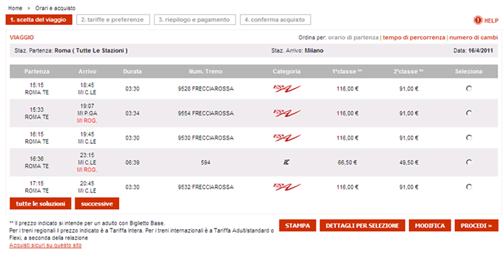 Home > Orari e acquisto
1. scelta del viaggio 2. tariffe e preferenze 3. riepilogo e pagamento 4. conferma acquisto HELP
VIAGGIO Ordina per: orario di partenza | tempo di percorrenza | numero di cambi
Staz. Partenza: Roma ( Tutte Le Stazioni ) Staz. Arrivo: Milano Data: 16/4/2011
Partenza Arrivo Durata Num. Treno Categoria 1°classe ** 2°classe ** Seleziona
15:15 18:45
ROMA TE MI C.LE 03:30 9528 FRECCIAROSSA 116,00 € 91,00 €
15:33 19:07
ROMA TE MI P.GA 03:34 9554 FRECCIAROSSA 116,00 € 91,00 €
MI ROG.
16:15 19:45
ROMA TE MI C.LE 03:30 9530 FRECCIAROSSA 116,00 € 91,00 €
16:36 23:15
ROMA TE MI C.LE 06:39 594 66,50 € 49,50 €
MI ROG.
17:15 20:45
ROMA TE MI C.LE 03:30 9532 FRECCIAROSSA 116,00 € 91,00 €
tutte le soluzioni successive
** Il prezzo indicato si intende per un adulto con Biglietto Base.
Per i treni regionali il prezzo indicato è a Tariffa Intera. Per i treni internazionali è a Tariffa Adult/standard o
Flexi, a seconda della relazione
Acquisti sicuri su questo sito
STAMPA DETTAGLI PER SELEZIONE MODIFICA PROCEDI »